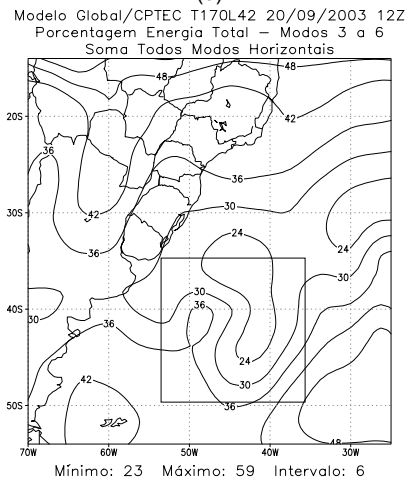 Modelo Global/CPTEC T170L42 20/09/2003 12Z
Porcentagem Energia Total – Modos 3 a 6
Soma Todos Modos Horizontais
48
48
20S
42
36
36
30S
42
30
24
36
24
30
30
40S
36
30
36
24
42
30
50S
36
48
70W 60W 50W 40W 30W
Mínimo: 23 Máximo: 59 Intervalo: 6